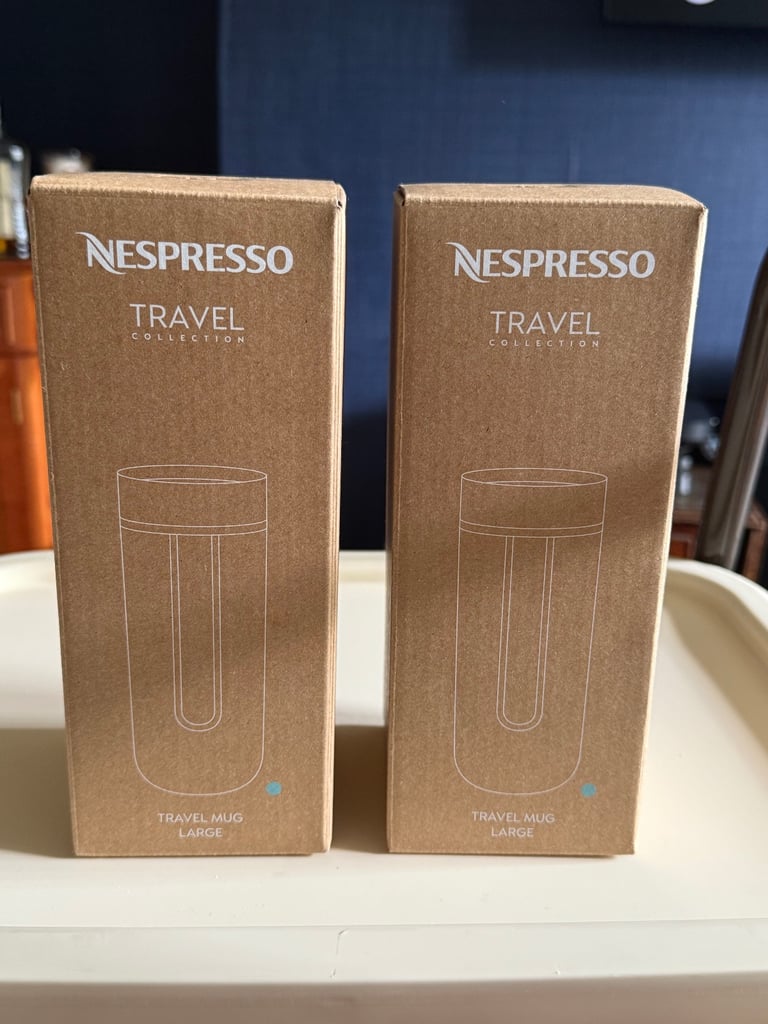 NESPRESSO
TRAVEL
COLLECTION
TRAVEL MUG
LARGE
NESPRESSO
TRAVEL
COLLECTION
TRAVEL MUG
LARGE